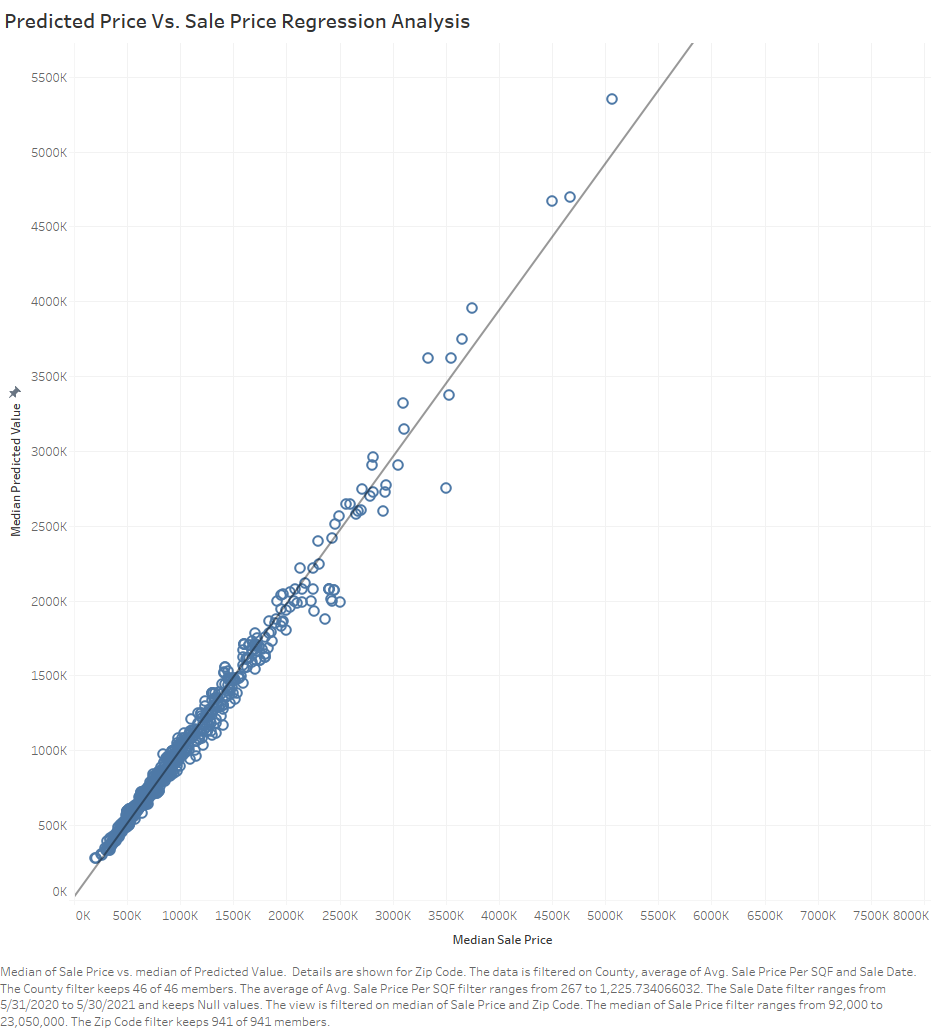 Predicted Price Vs. Sale Price Regression Analysis
5500K
5000K
4500K
4000K
3500K
3000K
2500K
2000K
1500K
1000K
500K
0K
Median Predicted Value
0K 500K 1000K 1500K 2000K 2500K 3000K 3500K 4000K 4500K 5000K 5500K 6000K 6500K 7000K 7500K 8000K
Median Sale Price
Median of Sale Price vs. median of Predicted Value. Details are shown for Zip Code. The data is filtered on County, average of Avg. Sale Price Per SQF and Sale Date.
The County filter keeps 46 of 46 members. The average of Avg. Sale Price Per SQF filter ranges from 267 to 1,225.734066032. The Sale Date filter ranges from
5/31/2020 to 5/30/2021 and keeps Null values. The view is filtered on median of Sale Price and Zip Code. The median of Sale Price filter ranges from 92,000 to
23,050,000. The Zip Code filter keeps 941 of 941 members.